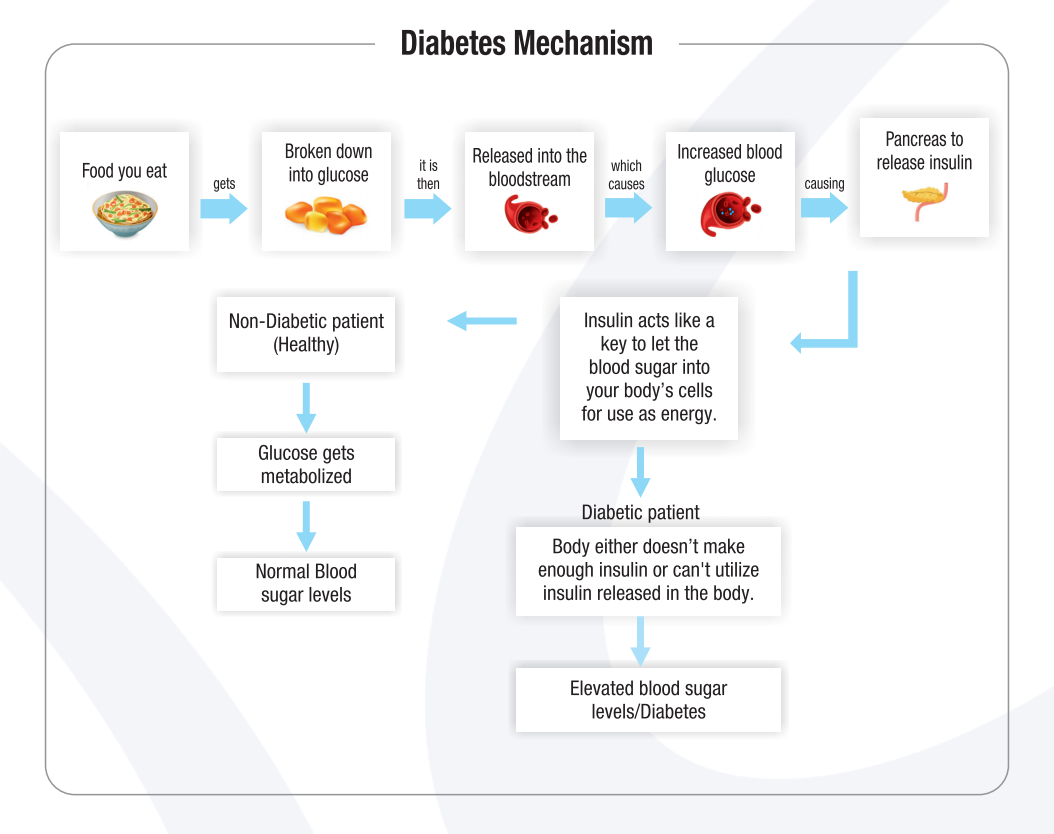 Diabetes Mechanism
Food you eat
gets
Broken down
into glucose
it is
then
Released into the
bloodstream
which
causes
Increased blood
glucose
causing
Pancreas to
release insulin
Insulin acts like a
key to let the
blood sugar into
your body’s cells
for use as energy.
Non-Diabetic patient
(Healthy)
Glucose gets
metabolized
Normal Blood
sugar levels
Diabetic patient
Body either doesn’t make
enough insulin or can't utilize
insulin released in the body.
Elevated blood sugar
levels/Diabetes